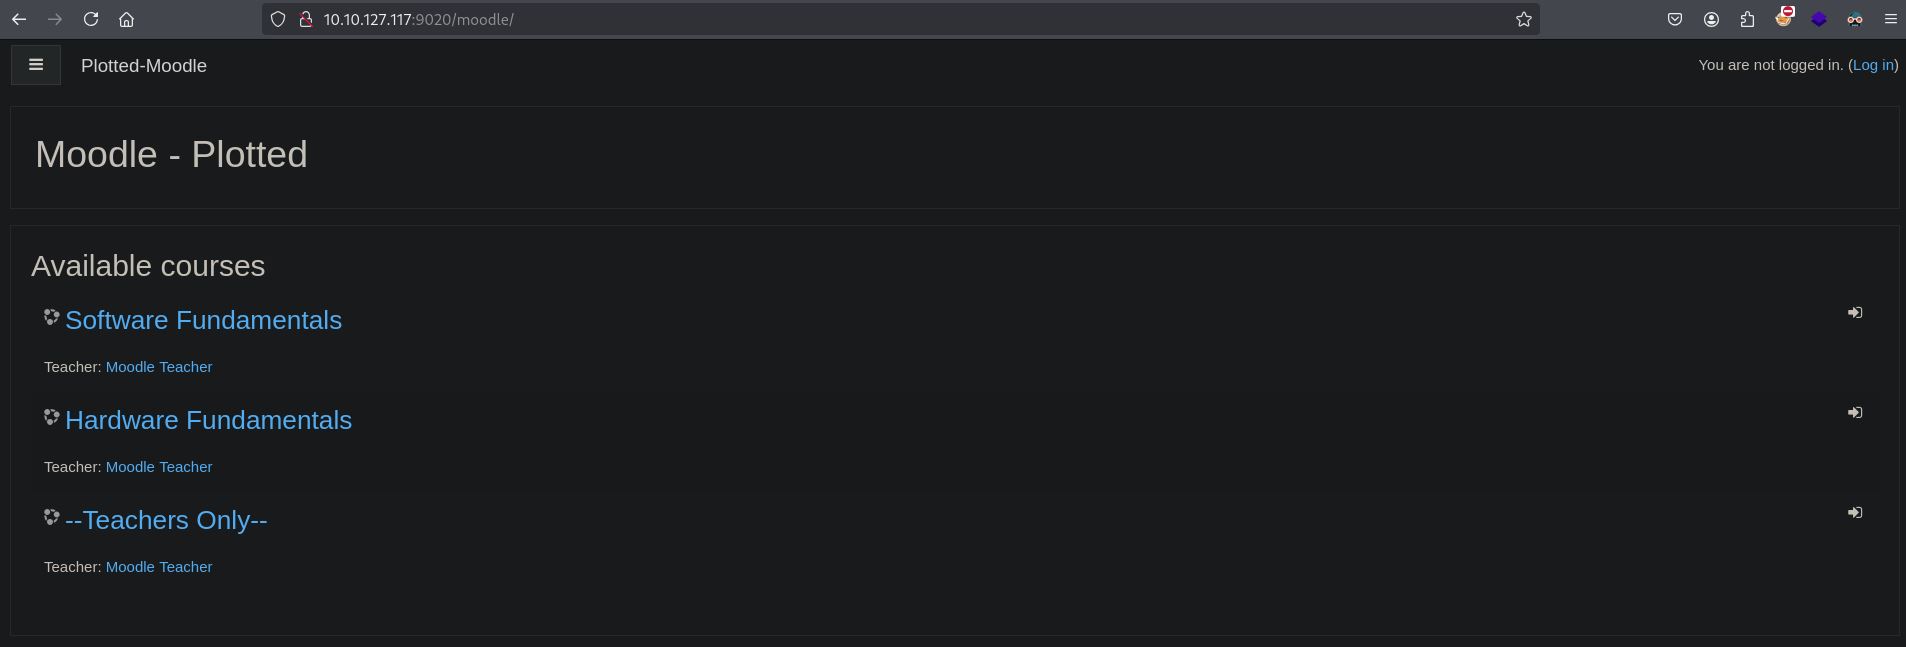 10.10.127.117:9020/moodle/
Plotted-Moodle
You are not logged in. (Log in)
Moodle - Plotted
Available courses
Software Fundamentals
Teacher: Moodle Teacher
Hardware Fundamentals
Teacher: Moodle Teacher
--Teachers Only--
Teacher: Moodle Teacher